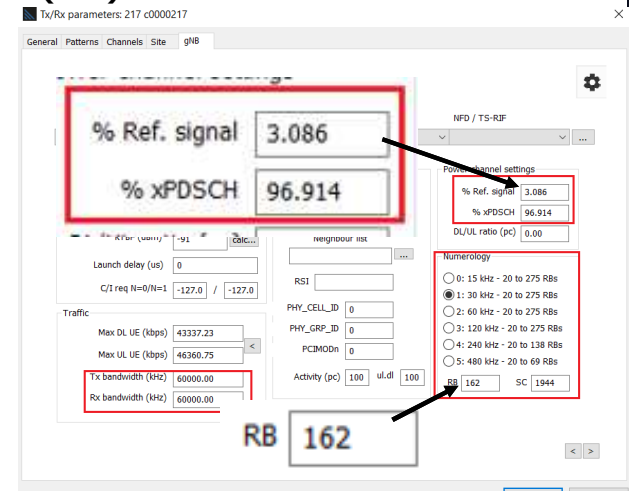 Tx/Rx parameters: 217 c0000217
General Patterns Channels Site gNB
% Ref. signal 3.086
% xPDSCH 96.914
NFD / TS-RIF
...
Power channel settings
% Ref. signal 3.086
% xPDSCH 96.914
DL/UL ratio (pc) 0.00
-91 calc...
Launch delay (us) 0
C/I req N=0/N=1 -127.0 / -127.0
Traffic
Max DL UE (kbps) 43337.23
Max UL UE (kbps) 46360.75
<
Tx bandwidth (kHz) 60000.00
Rx bandwidth (kHz) 60000.00
Neighbour list
...
RSI
PHY_CELL_ID 0
PHY_GRP_ID 0
PCIMODn 0
Activity (pc) 100 ul.dl 100
Numerology
0: 15 kHz - 20 to 275 RBs
1: 30 kHz - 20 to 275 RBs
2: 60 kHz - 20 to 275 RBs
3: 120 kHz - 20 to 275 RBs
4: 240 kHz - 20 to 138 RBs
5: 480 kHz - 20 to 69 RBs
RB 162 SC 1944
RB 162
< >